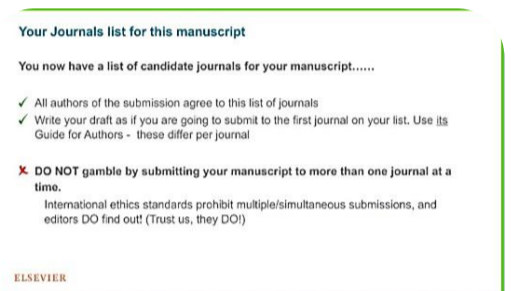 Your Journals list for this manuscript
You now have a list of candidate journals for your manuscript......
✓ All authors of the submission agree to this list of journals
✓ Write your draft as if you are going to submit to the first journal on your list. Use its
Guide for Authors - these differ per journal
✗ DO NOT gamble by submitting your manuscript to more than one journal at a
time.
International ethics standards prohibit multiple/simultaneous submissions, and
editors DO find out! (Trust us, they DO!)
ELSEVIER